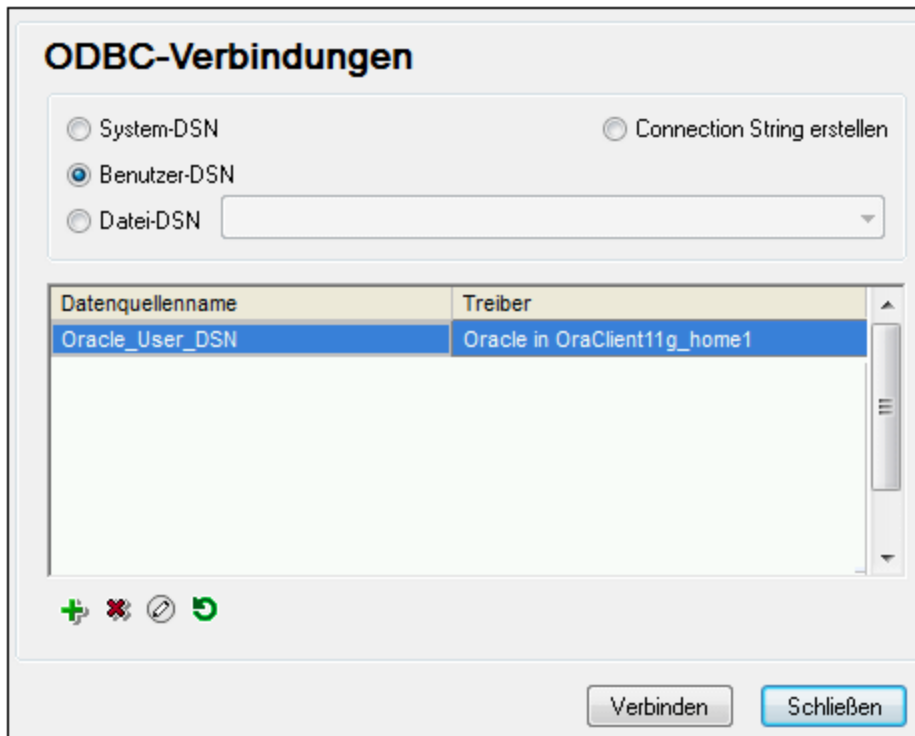 ODBC-Verbindungen
System-DSN Connection String erstellen
Benutzer-DSN
Datei-DSN
Datenquellenname Treiber
Oracle_User_DSN Oracle in OraClient11g_home1
Verbinden Schließen